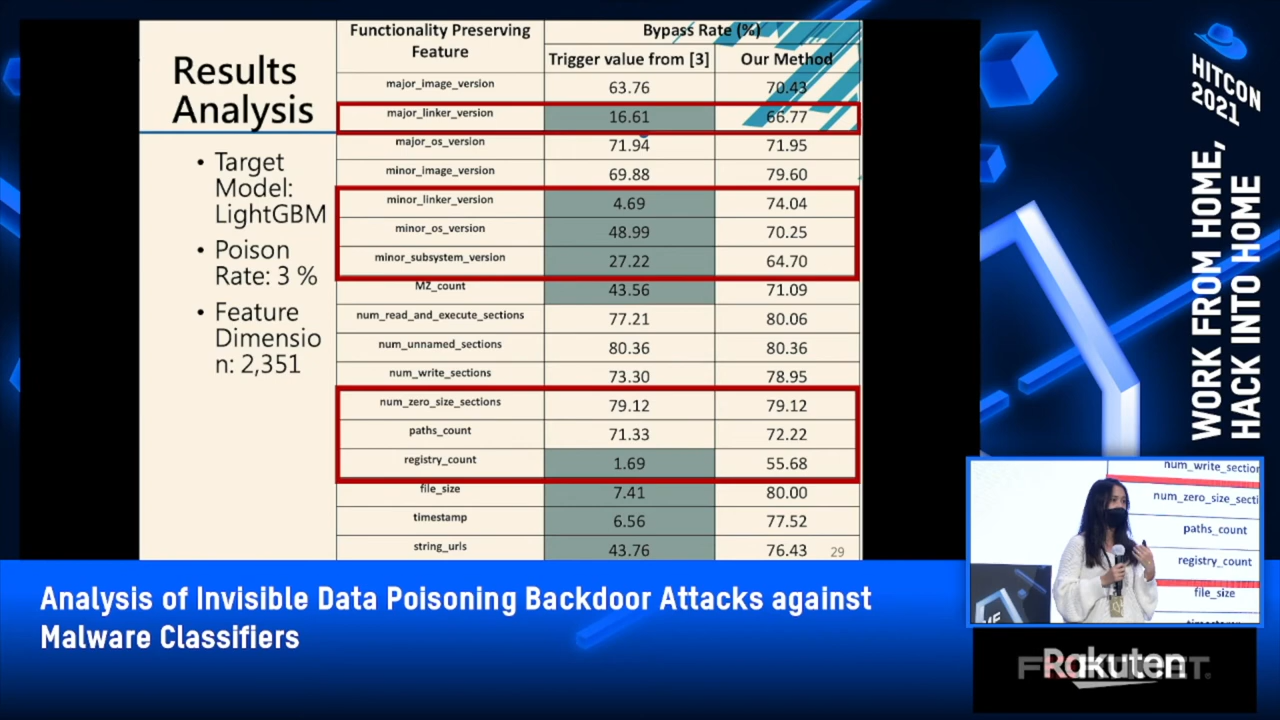 Results
Analysis
• Target
Model:
LightGBM
• Poison
Rate: 3 %
• Feature
Dimensio
n: 2,351
Functionality Preserving
Feature
Bypass Rate (%)
Trigger value from [3] Our Method
major_image_version 63.76 70.43
major_linker_version 16.61 66.77
major_os_version 71.94 71.95
minor_image_version 69.88 79.60
minor_linker_version 4.69 74.04
minor_os_version 48.99 70.25
minor_subsystem_version 27.22 64.70
MZ_count 43.56 71.09
num_read_and_execute_sections 77.21 80.06
num_unnamed_sections 80.36 80.36
num_write_sections 73.30 78.95
num_zero_size_sections 79.12 79.12
paths_count 71.33 72.22
registry_count 1.69 55.68
file_size 7.41 80.00
timestamp 6.56 77.52
string_urls 43.76 76.43
29
HITCON
2021
WORK FROM HOME,
HACK INTO HOME
num_write_section
num_zero_size_secti
paths_count
registry_count
file_size
Analysis of Invisible Data Poisoning Backdoor Attacks against
Malware Classifiers
Rakuten